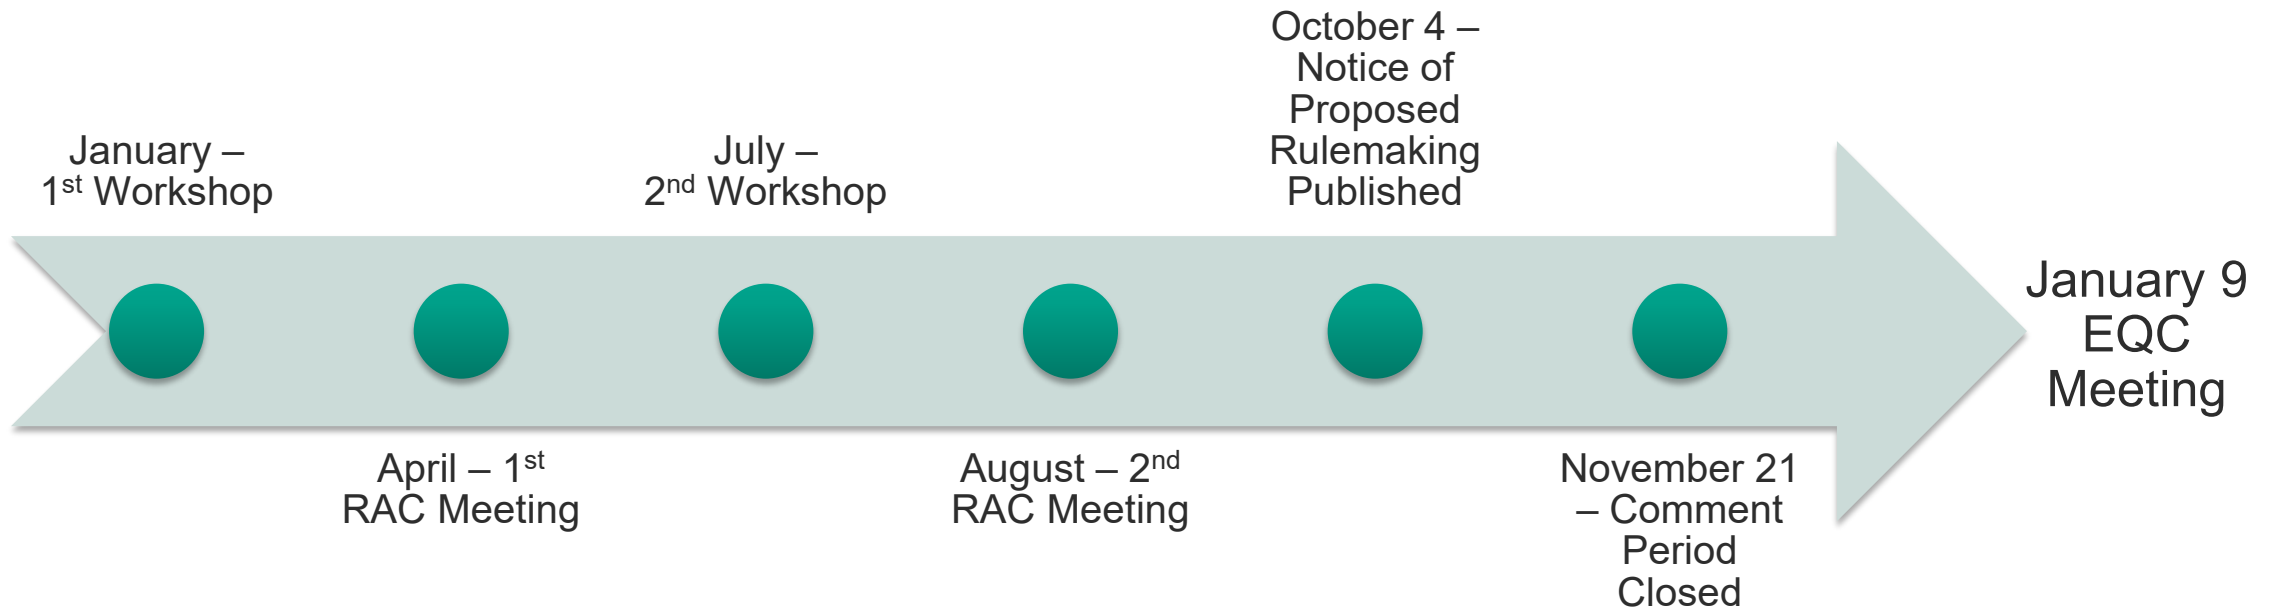 January –
1st Workshop
April – 1st
RAC Meeting
July –
2nd Workshop
August – 2nd
RAC Meeting
October 4 –
Notice of
Proposed
Rulemaking
Published
November 21
– Comment
Period
Closed
January 9
EQC
Meeting